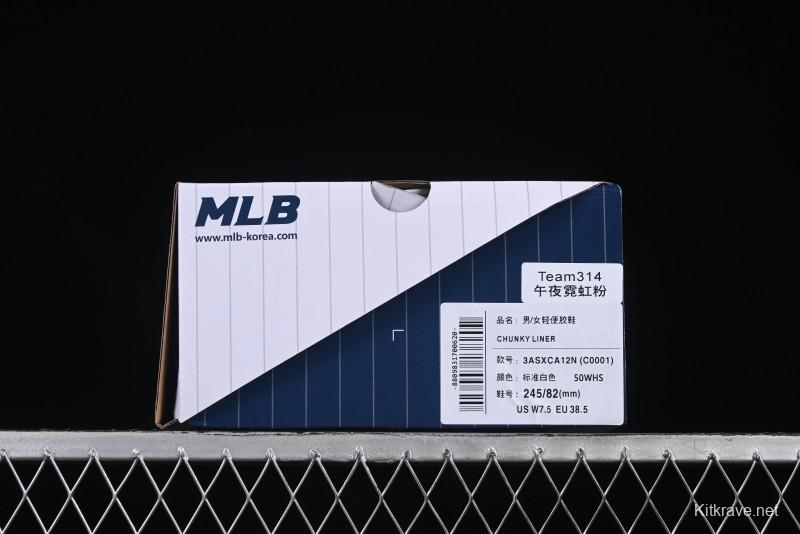 MLB
www.mlb-korea.com
Team314
午夜霓虹粉
8809831700620-
品名：男/女轻便胶鞋
CHUNKY LINER
款号：3ASXCA12N (C0001)
颜色：标准白色 50WHS
鞋号：245/82(mm)
US W7.5 EU 38.5
Kitkrave.net